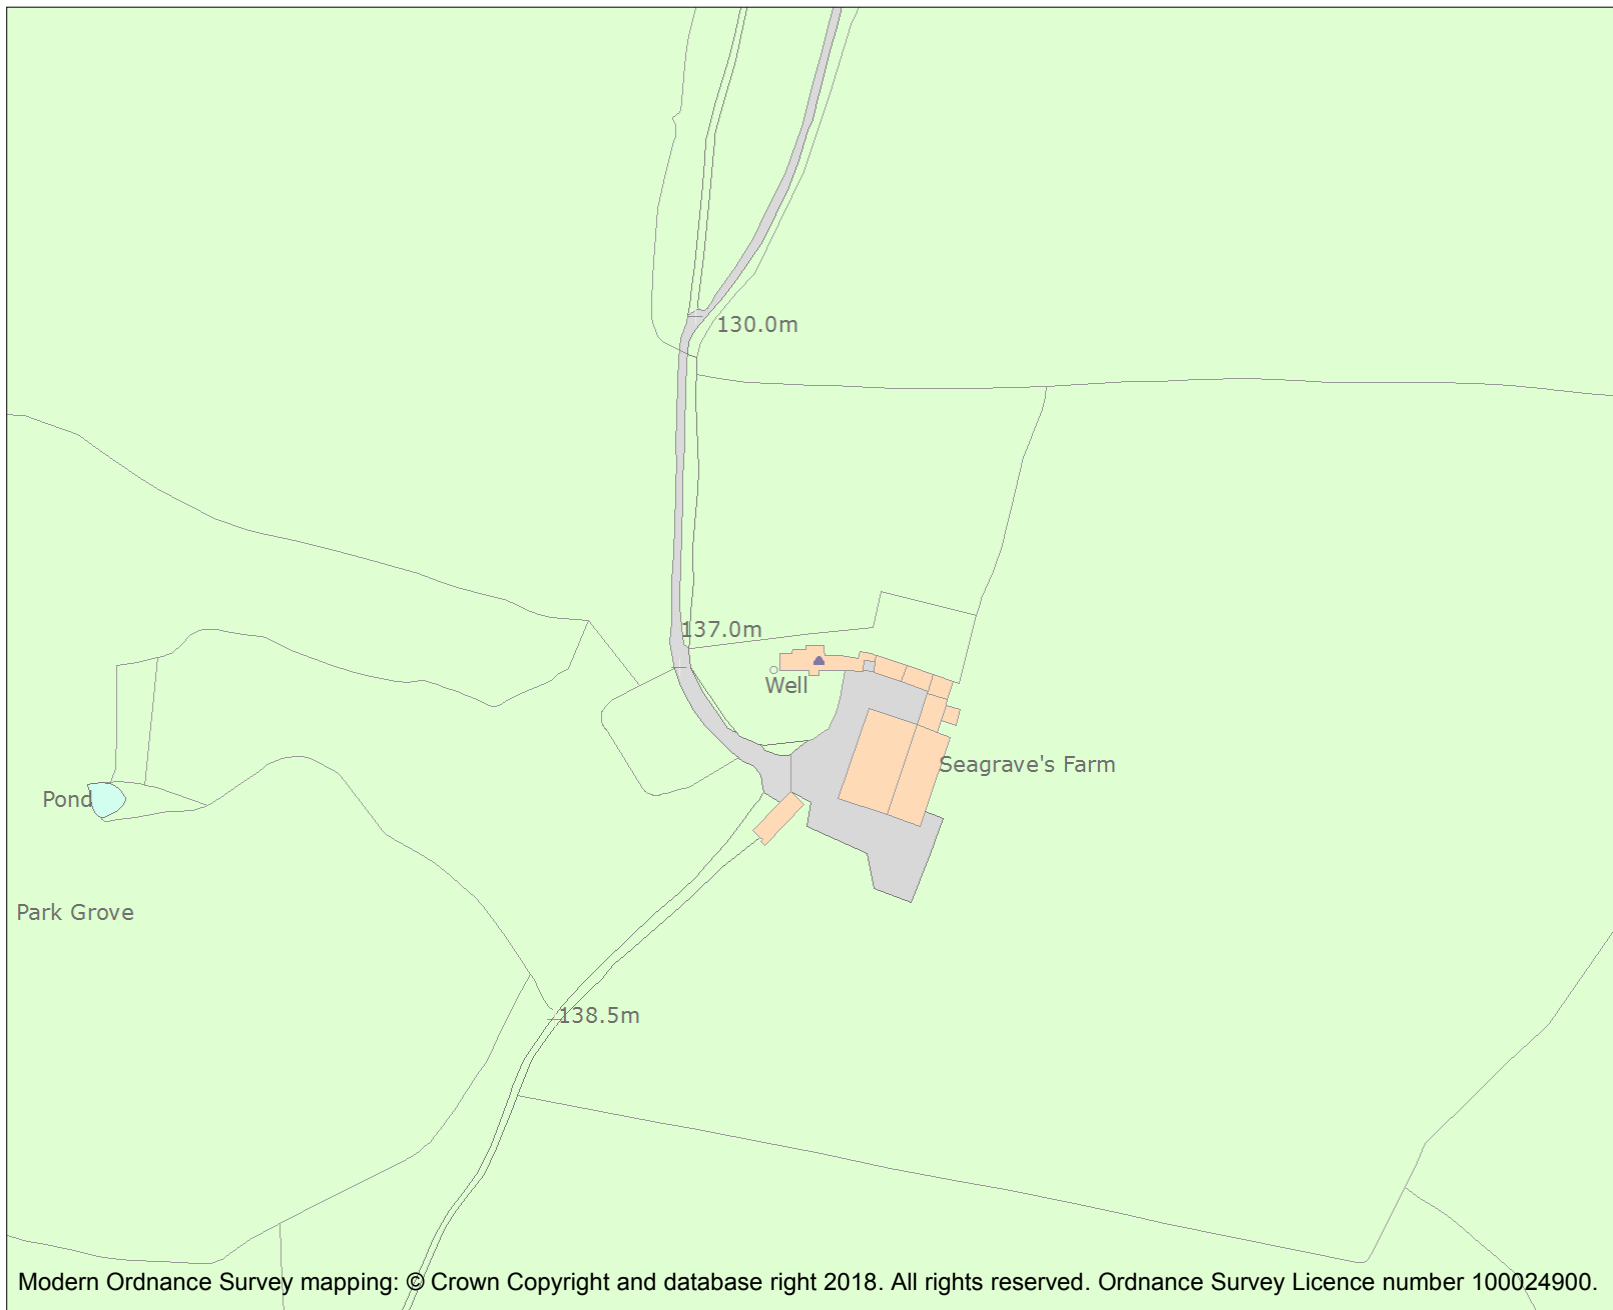 130.0m
137.0m
Well
Seagrave's Farm
Pond
Park Grove
138.5m
Modern Ordnance Survey mapping: © Crown Copyright and database right 2018. All rights reserved. Ordnance Survey Licence number 100024900.